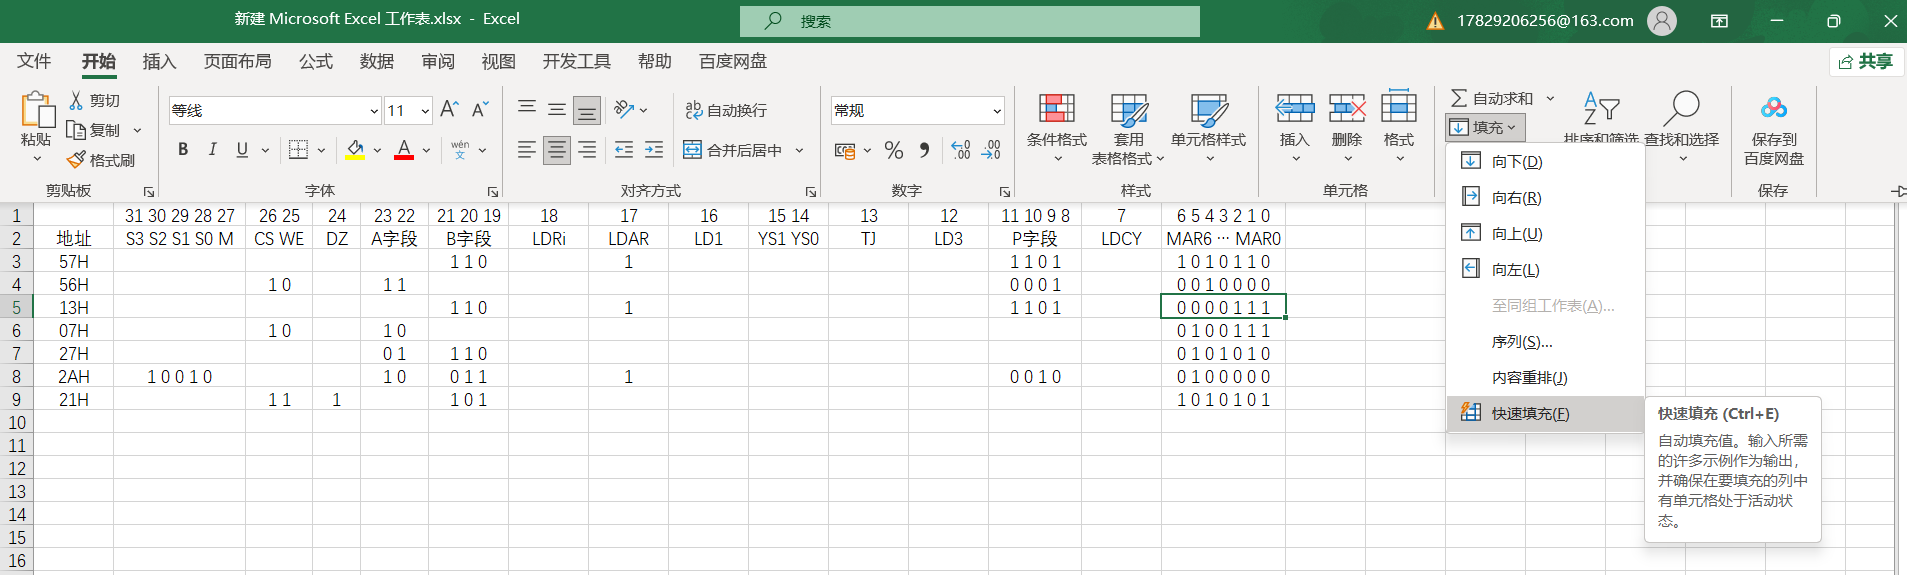 新建 Microsoft Excel 工作表.xlsx - Excel
搜索
17829206256@163.com
文件 开始 插入 页面布局 公式 数据 审阅 视图 开发工具 帮助 百度网盘 共享
粘贴
剪切
复制
格式刷
剪贴板
等线 11
B I U A wén 文
字体
ab 自动换行
合并后居中
对齐方式
常规
% , .00 .00
数字
条件格式
套用
表格格式
单元格样式
样式
插入 删除 格式
单元格
自动求和
填充
排序和筛选 查找和选择
保存到
百度网盘
保存
向下(D)
向右(R)
向上(U)
向左(L)
至同组工作表(A)...
序列(S)...
内容重排(J)
快速填充(F)
快速填充 (Ctrl+E)
自动填充值。输入所需
的许多示例作为输出，
并确保在要填充的列中
有单元格处于活动状
态。
1 31 30 29 28 27 26 25 24 23 22 21 20 19 18 17 16 15 14 13 12 11 10 9 8 7 6 5 4 3 2 1 0
2 地址 S3 S2 S1 S0 M CS WE DZ A字段 B字段 LDRi LDAR LD1 YS1 YS0 TJ LD3 P字段 LDCY MAR6 … MAR0
3 57H 1 1 0 1 1 1 0 1 1 0 1 0 1 1 0
4 56H 1 0 1 1 0 0 0 1 0 0 1 0 0 0 0
5 13H 1 1 0 1 1 1 0 1 0 0 0 0 1 1 1
6 07H 1 0 1 0 0 1 0 0 1 1 1
7 27H 0 1 1 1 0 0 1 0 1 0 1 0
8 2AH 1 0 0 1 0 1 0 0 1 1 1 0 0 1 0 0 1 0 0 0 0 0
9 21H 1 1 1 1 0 1 1 0 1 0 1 0 1
10
11
12
13
14
15
16